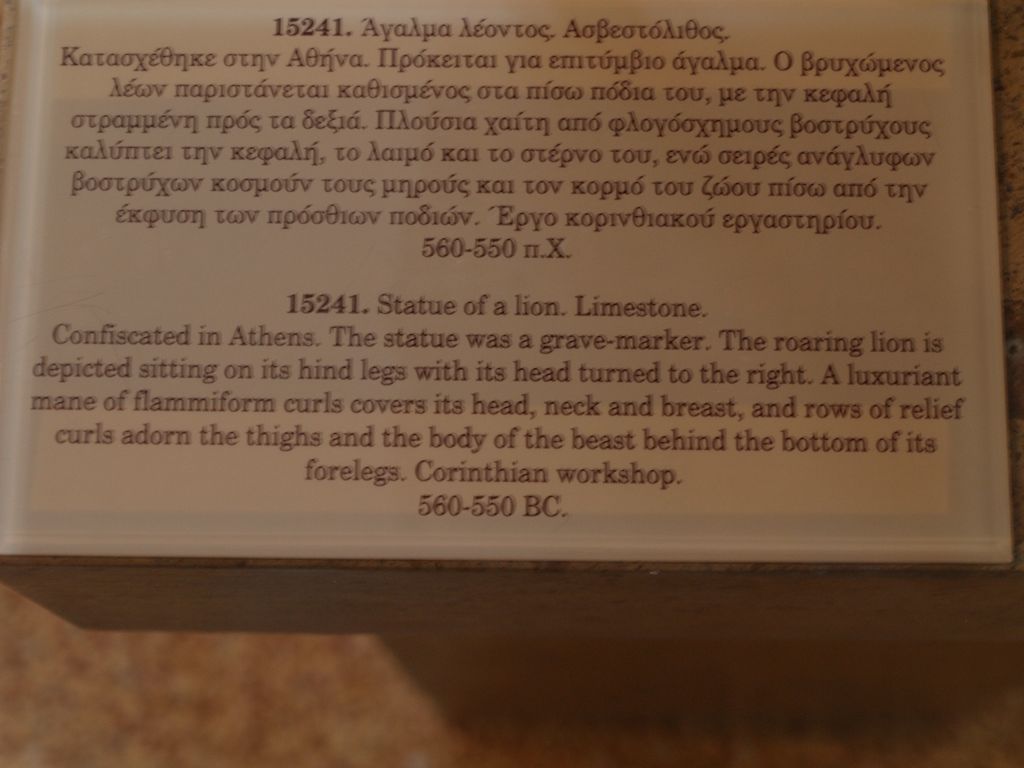 15241. Άγαλμα λέοντος. Ασβεστόλιθος.
Κατασχέθηκε στην Αθήνα. Πρόκειται για επιτύμβιο άγαλμα. Ο βρυχώμενος
λέων παριστάνεται καθισμένος στα πίσω πόδια του, με την κεφαλή
στραμμένη πρός τα δεξιά. Πλούσια χαίτη από φλογόσχημους βοστρύχους
καλύπτει την κεφαλή, το λαιμό και το στέρνο του, ενώ σειρές ανάγλυφων
βοστρύχων κοσμούν τους μηρούς και τον κορμό του ζώου πίσω από την
έκφυση των πρόσθιων ποδιών. Έργο κορινθιακού εργαστηρίου.
560-550 π.Χ.
15241. Statue of a lion. Limestone.
Confiscated in Athens. The statue was a grave-marker. The roaring lion is
depicted sitting on its hind legs with its head turned to the right. A luxuriant
mane of flammiform curls covers its head, neck and breast, and rows of relief
curls adorn the thighs and the body of the beast behind the bottom of its
forelegs. Corinthian workshop.
560-550 BC.